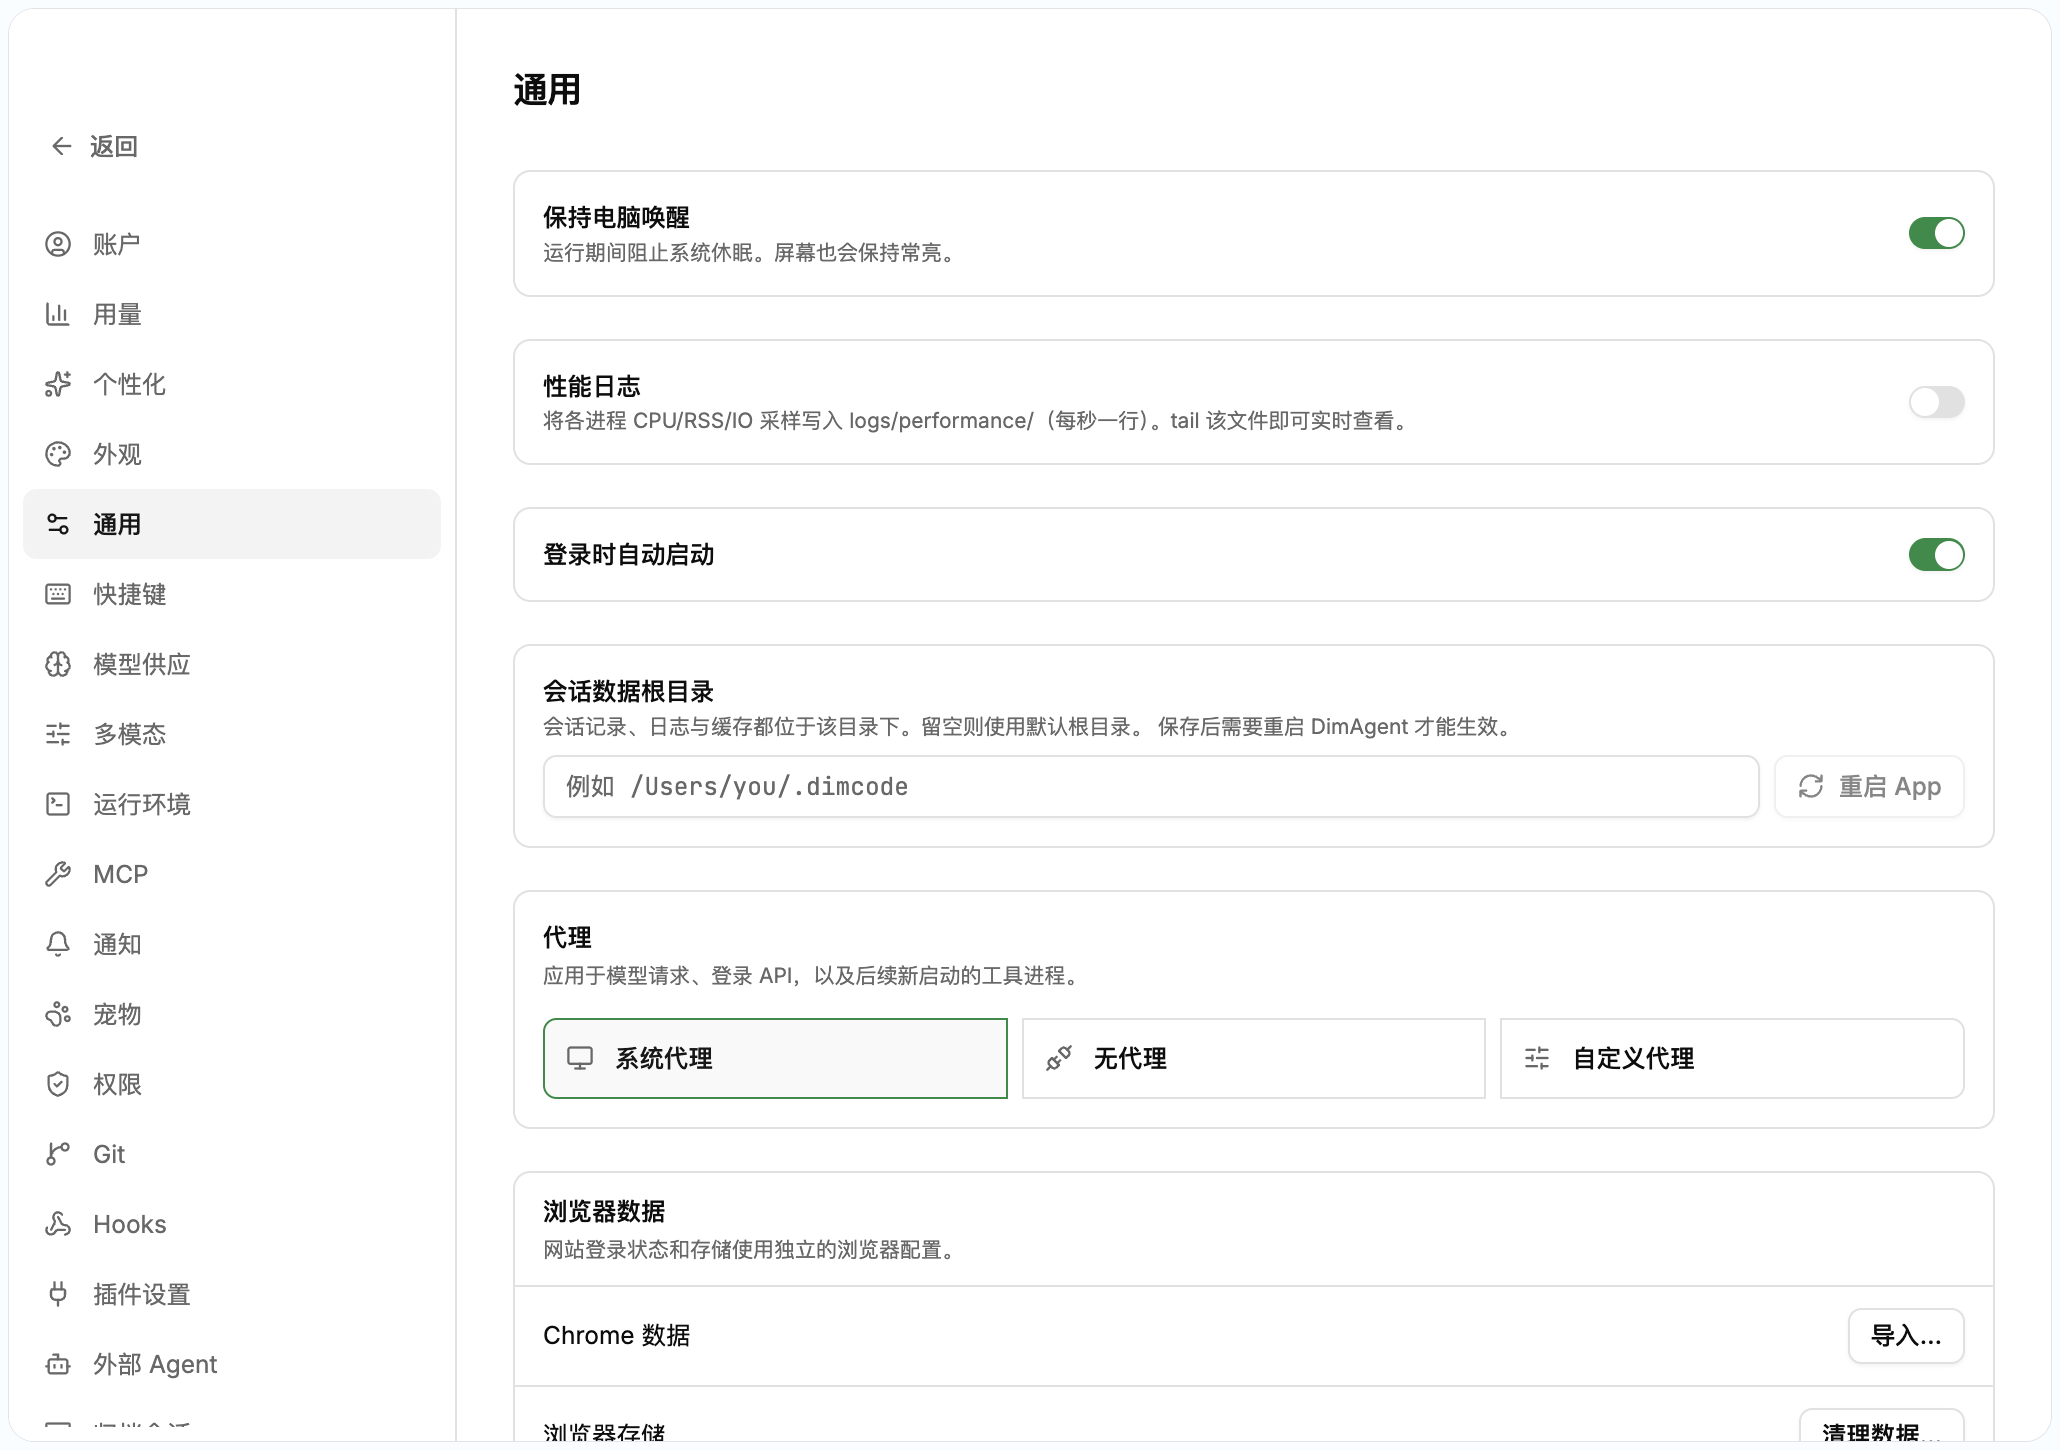 返回
账户
用量
个性化
外观
通用
快捷键
模型供应
多模态
运行环境
MCP
通知
宠物
权限
Git
Hooks
插件设置
外部 Agent
通用
保持电脑唤醒
运行期间阻止系统休眠。屏幕也会保持常亮。
性能日志
将各进程 CPU/RSS/IO 采样写入 logs/performance/（每秒一行）。tail 该文件即可实时查看。
登录时自动启动
会话数据根目录
会话记录、日志与缓存都位于该目录下。留空则使用默认根目录。 保存后需要重启 DimAgent 才能生效。
例如 /Users/you/.dimcode
重启 App
代理
应用于模型请求、登录 API，以及后续新启动的工具进程。
系统代理
无代理
自定义代理
浏览器数据
网站登录状态和存储使用独立的浏览器配置。
Chrome 数据
导入...
浏览器存储
清理数据...